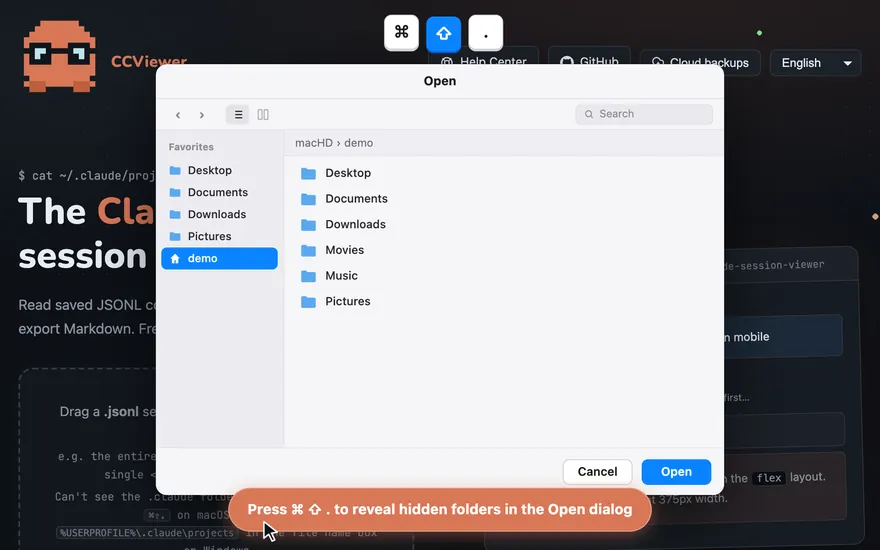 ⌘ ⇧ .
CCViewer
Help Center
GitHub
Cloud backups
English
Open
Search
Favorites
Desktop
Documents
Downloads
Pictures
demo
macHD › demo
Desktop
Documents
Downloads
Movies
Music
Pictures
Cancel
Open
$ cat ~/.claude/proj
The Cla
session
Read saved JSONL co
export Markdown. Fre
Drag a .jsonl se
e.g. the entire
single <
Can't see the .claude folde
⌘⇧. on macOS
%USERPROFILE%\.claude\projects in the file name box
on Windows
de-session-viewer
n mobile
first...
n the flex layout.
at 375px width.
Press ⌘ ⇧ . to reveal hidden folders in the Open dialog